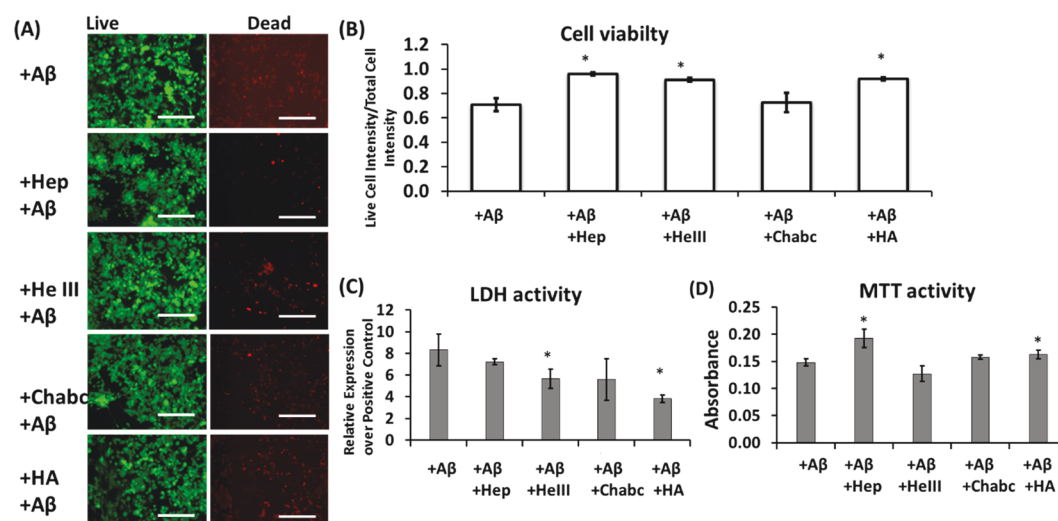 (A)
Live
Dead
+Aβ
+Hep
+Aβ
+He III
+Aβ
+Chabc
+Aβ
+HA
+Aβ
(B)
Cell viabilty
Live Cell Intensity/Total Cell
Intensity
1.2
1.0
0.8
0.6
0.4
0.2
0.0
* * *
+Aβ +Aβ +Aβ +Aβ +Aβ
+Hep +HeIII +Chabc +HA
(C)
LDH activity
Relative Expression
over Positive Control
12
10
8
6
4
2
0
* *
+Aβ +Aβ +Aβ +Aβ +Aβ
+Hep +HeIII +Chabc +HA
(D)
MTT activity
Absorbance
0.25
0.20
0.15
0.10
0.05
0.00
* *
+Aβ +Aβ +Aβ +Aβ +Aβ
+Hep +HeIII +Chabc +HA